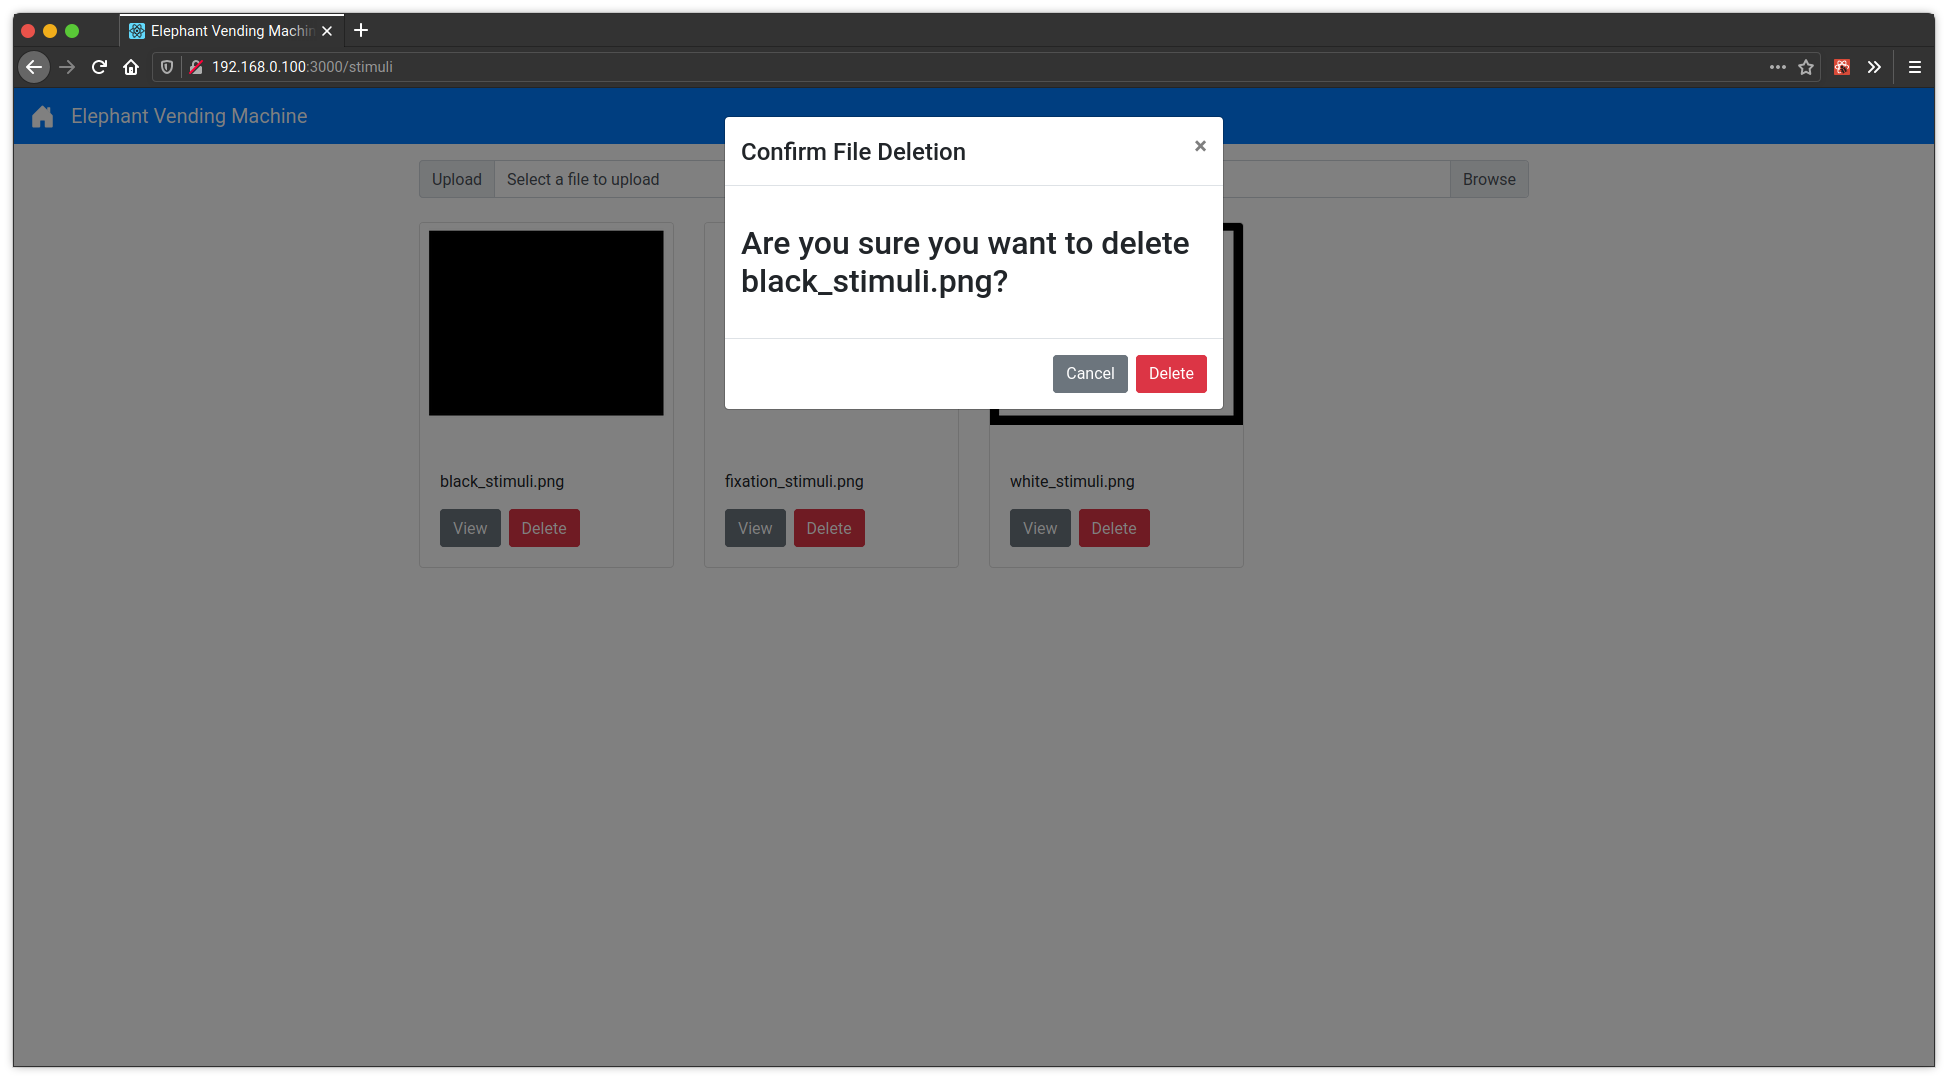 Elephant Vending Machin
192.168.0.100:3000/stimuli
Elephant Vending Machine
Confirm File Deletion
×
Upload
Select a file to upload
Browse
Are you sure you want to delete
black_stimuli.png?
Cancel
Delete
black_stimuli.png
fixation_stimuli.png
white_stimuli.png
View
Delete
View
Delete
View
Delete